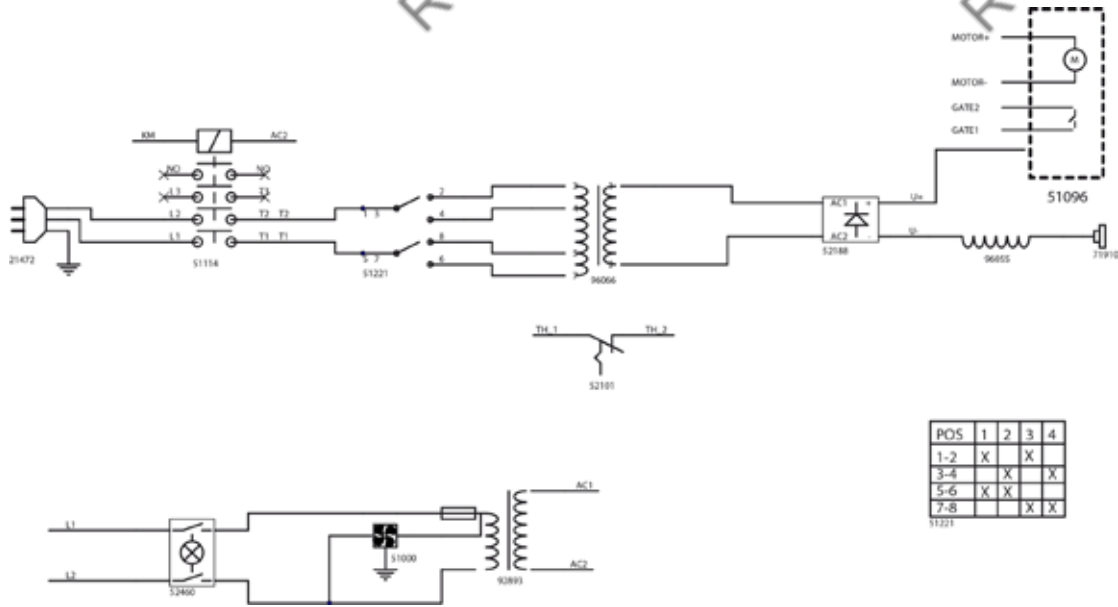 MOTOR+
M
MOTOR-
GATE2
GATE1
51096
KM
AC2
NO
NO
L3
T3
L2
T2
T2
L1
T1
T1
21472
51114
1
3
5
7
51221
2
4
8
6
96066
AC1
+
AC2
-
52188
U+
U-
96055
71910
TH_1
TH_2
52101
POS 1 2 3 4
1-2 X X
3-4 X X
5-6 X X
7-8 X X
51221
L1
L2
52460
51000
92893
AC1
AC2